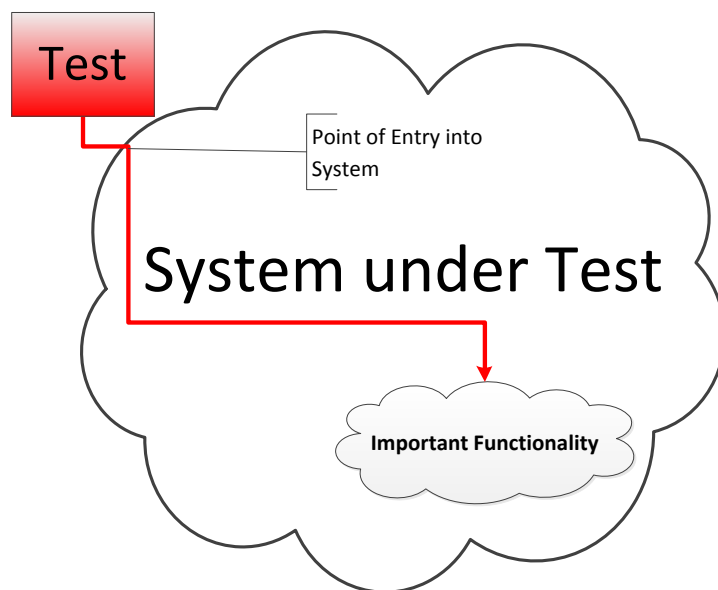 Test
Point of Entry into
System
System under Test
Important Functionality